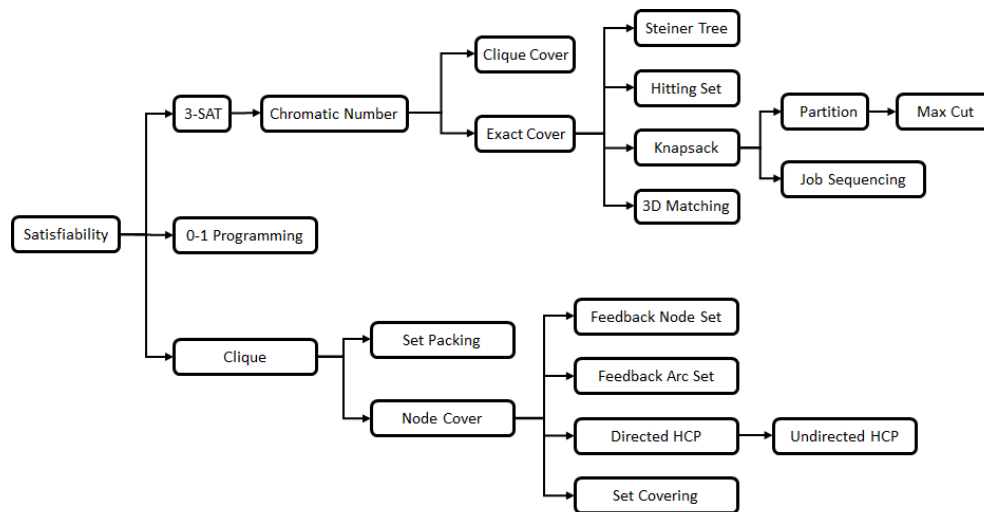 Steiner Tree
Clique Cover
Hitting Set
3-SAT
Chromatic Number
Partition
Max Cut
Exact Cover
Knapsack
Job Sequencing
3D Matching
Satisfiability
0-1 Programming
Feedback Node Set
Set Packing
Clique
Feedback Arc Set
Node Cover
Directed HCP
Undirected HCP
Set Covering